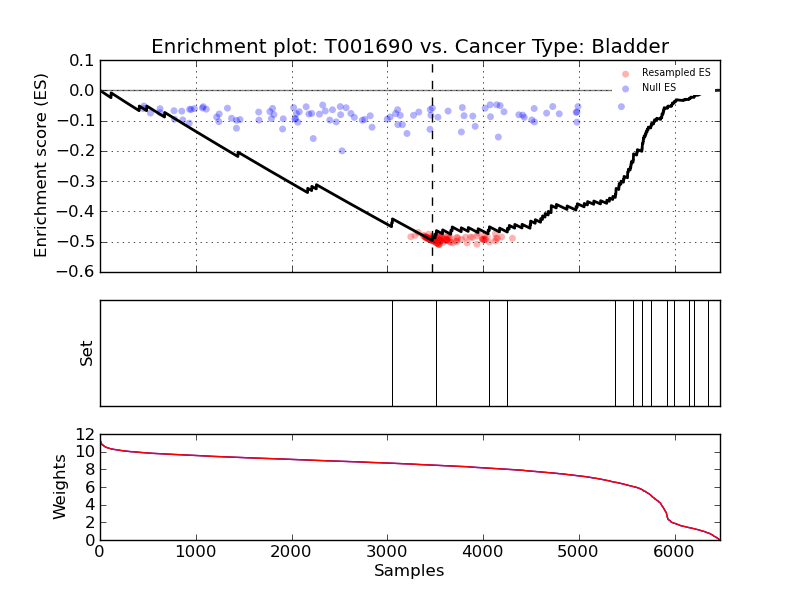 Enrichment plot: T001690 vs. Cancer Type: Bladder
Enrichment score (ES)
0.1
0.0
−0.1
−0.2
−0.3
−0.4
−0.5
−0.6
Resampled ES
Null ES
Set
Weights
12
10
8
6
4
2
0
0 1000 2000 3000 4000 5000 6000
Samples